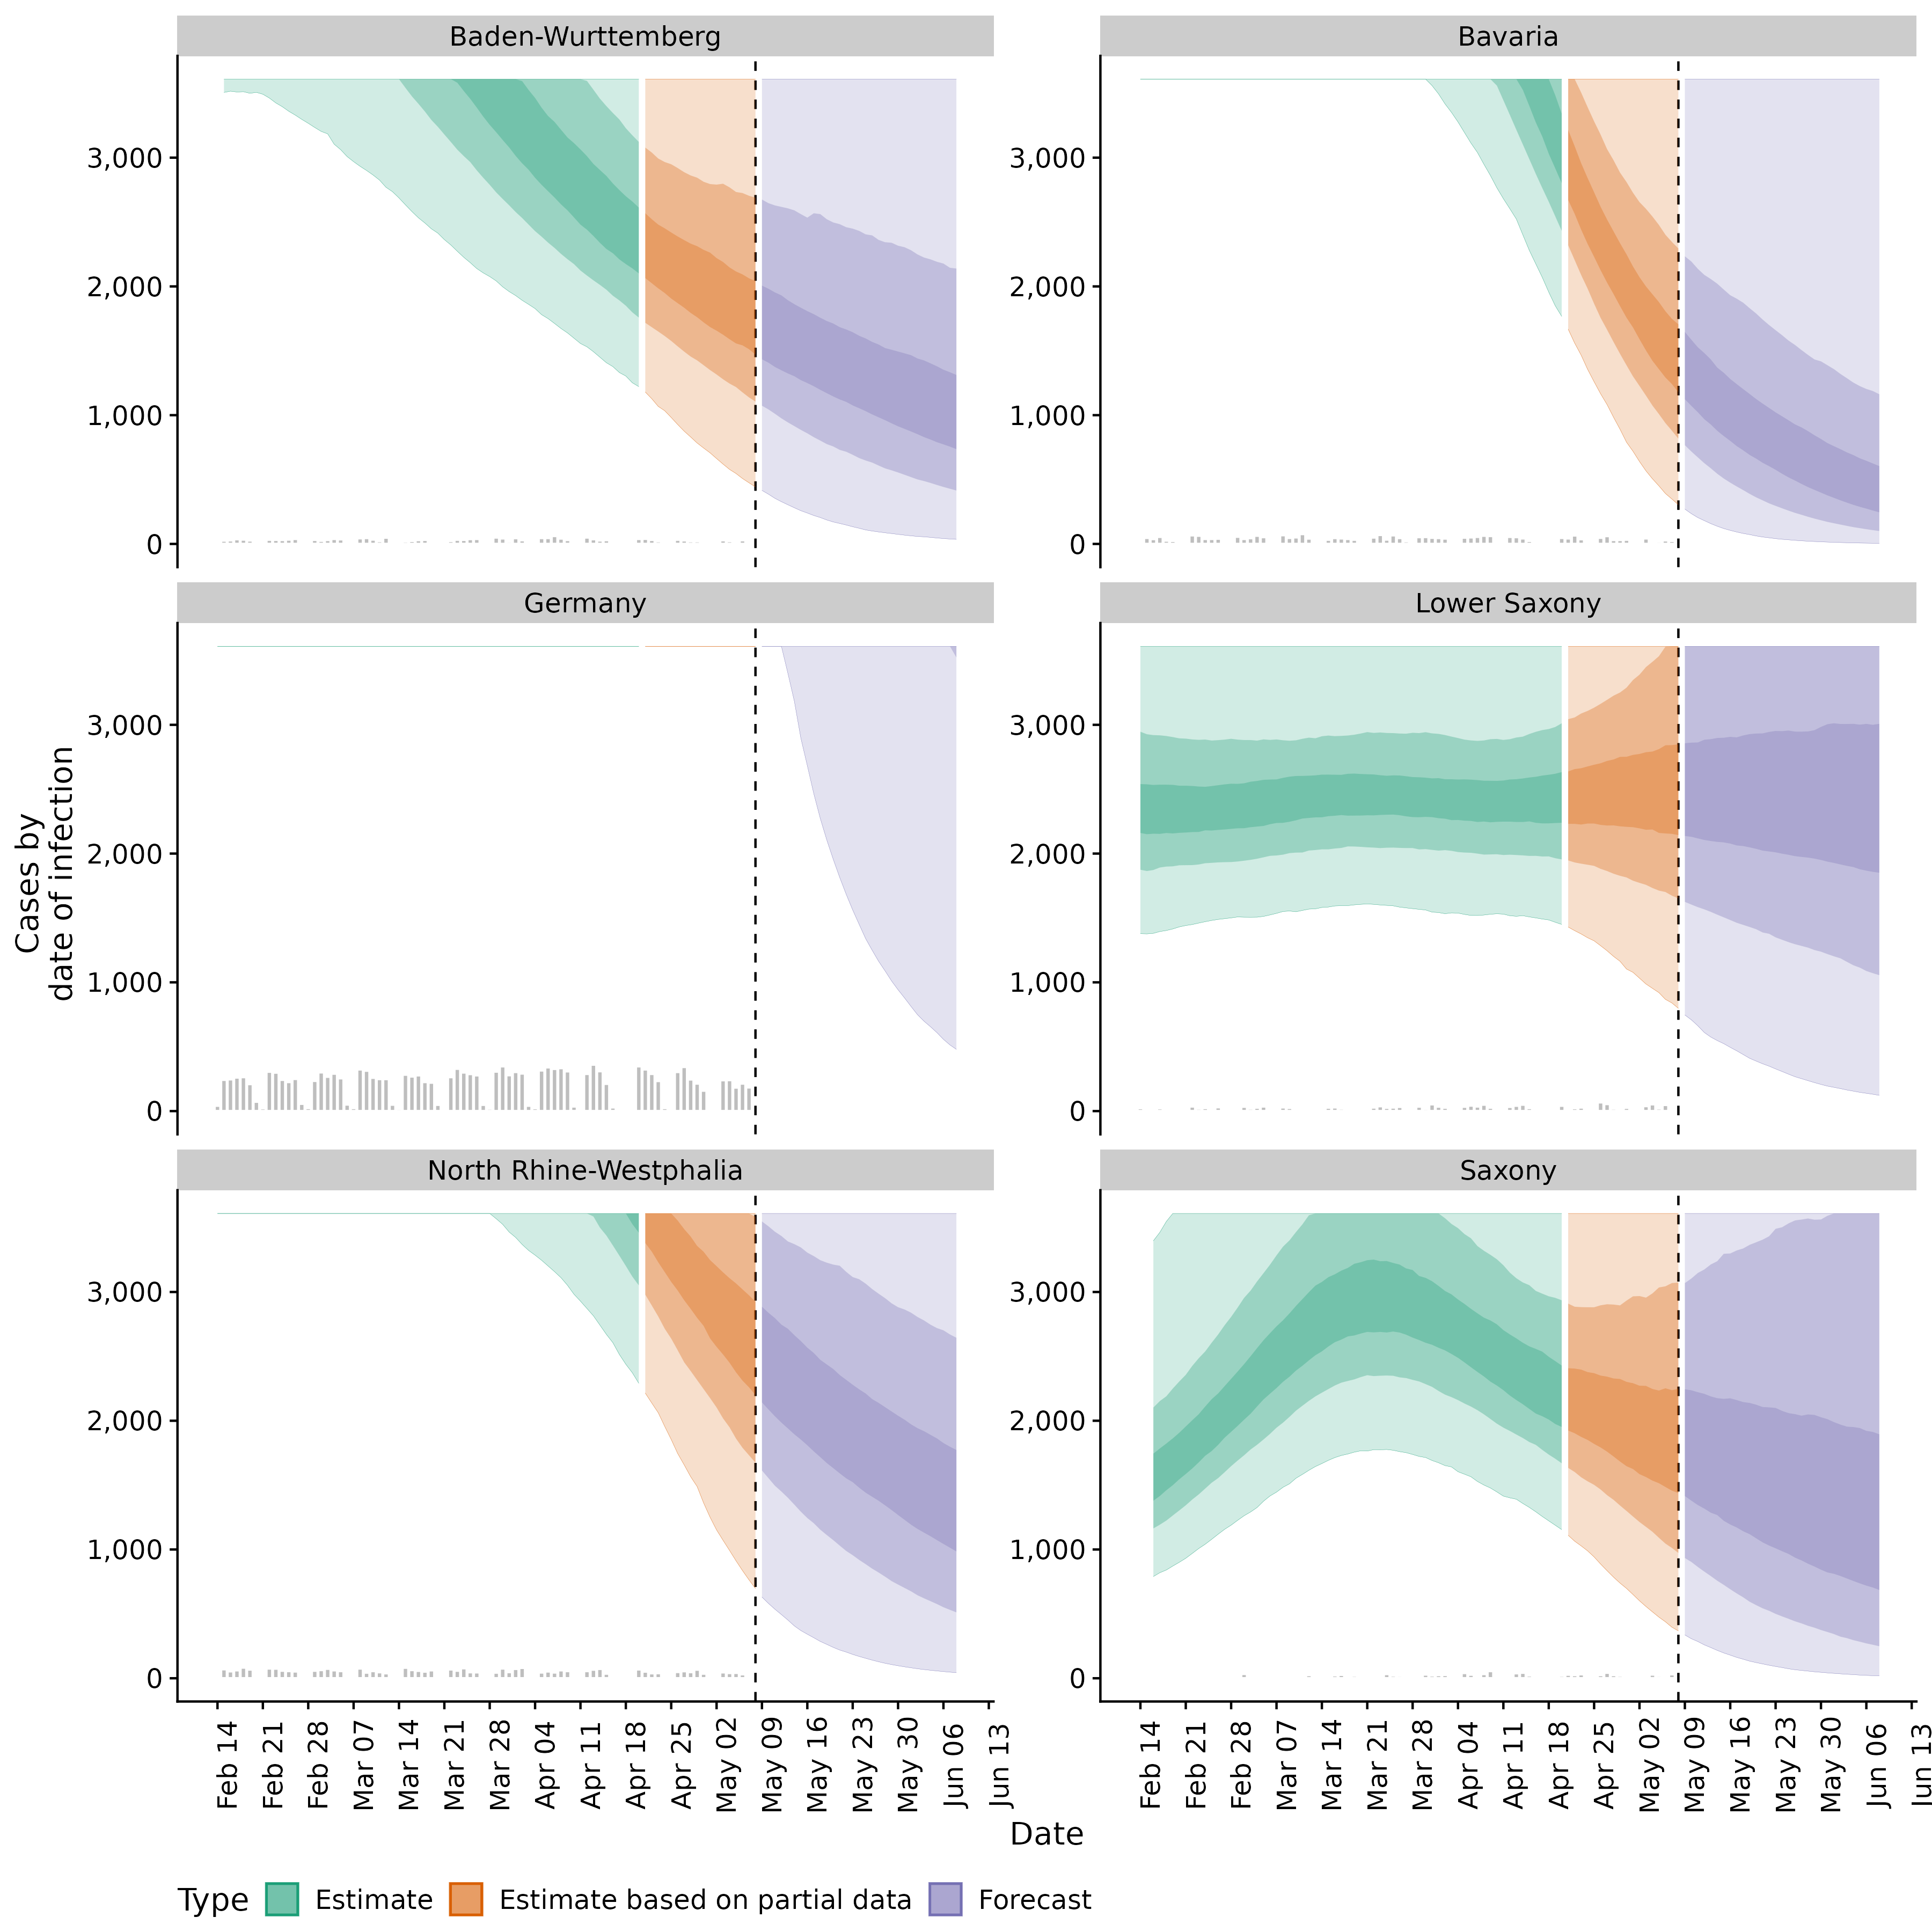 Baden-Wurttemberg
Bavaria
3,000
2,000
1,000
0
3,000
2,000
1,000
0
Germany
Lower Saxony
3,000
2,000
1,000
0
3,000
2,000
1,000
0
Cases by
date of infection
North Rhine-Westphalia
Saxony
3,000
2,000
1,000
0
3,000
2,000
1,000
0
Feb 14
Feb 21
Feb 28
Mar 07
Mar 14
Mar 21
Mar 28
Apr 04
Apr 11
Apr 18
Apr 25
May 02
May 09
May 16
May 23
May 30
Jun 06
Jun 13
Feb 14
Feb 21
Feb 28
Mar 07
Mar 14
Mar 21
Mar 28
Apr 04
Apr 11
Apr 18
Apr 25
May 02
May 09
May 16
May 23
May 30
Jun 06
Jun 13
Date
Type Estimate Estimate based on partial data Forecast